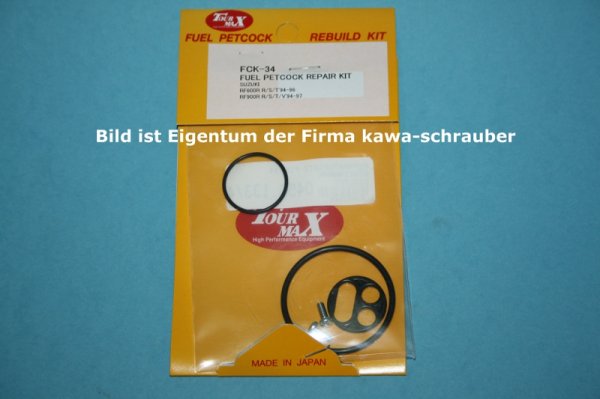 TOUR MAX
FUEL PETCOCK REBUILD KIT
FCK-34
FUEL PETCOCK REPAIR KIT
SUZUKI
RF600R R/S/T'94-96
RF900R R/S/T/V'94-97
Bild ist Eigentum der Firma kawa-schrauber
TOUR
MAX
High Performance Equipment
MADE IN JAPAN